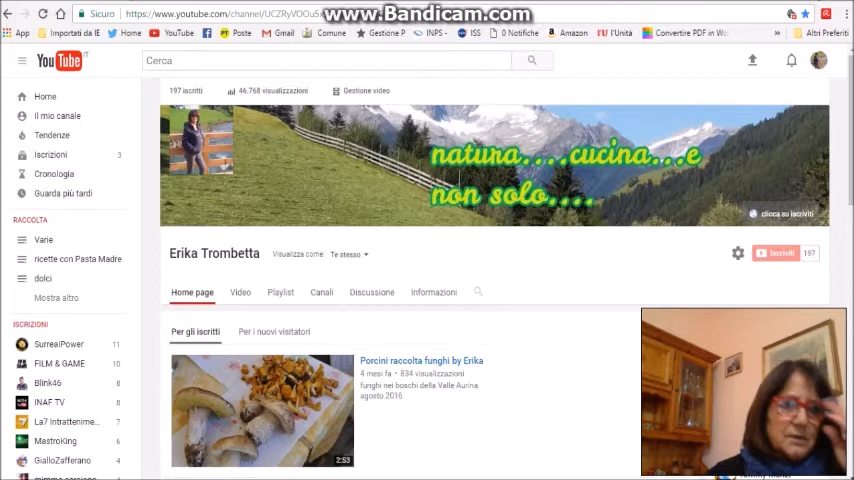 www.Bandicam.com
Sicuro
https://www.youtube.com/channel/UCZRyVOOu5
App
Importati da IE
Home
YouTube
Poste
Gmail
Comune
Gestione P
INPS -
ISS
0 Notifiche
Amazon
l'Unità
Convertire PDF in Wo
Altri Preferiti
YouTube IT
Cerca
Home
Il mio canale
Tendenze
Iscrizioni 3
Cronologia
Guarda più tardi
RACCOLTA
Varie
ricette con Pasta Madre
dolci
Mostra altro
ISCRIZIONI
SurrealPower 11
FILM & GAME 10
Blink46 8
INAF TV 8
La7 Intrattenime... 7
MastroKing 6
GialloZafferano 4
197 iscritti
46.768 visualizzazioni
Gestione video
natura....cucina...e
non solo....
clicca su iscriviti
Erika Trombetta
Visualizza come: Te stesso
Iscriviti 197
Home page
Video
Playlist
Canali
Discussione
Informazioni
Per gli iscritti
Per i nuovi visitatori
Porcini raccolta funghi by Erika
4 mesi fa • 834 visualizzazioni
funghi nei boschi della Valle Aurina
agosto 2016
2:53